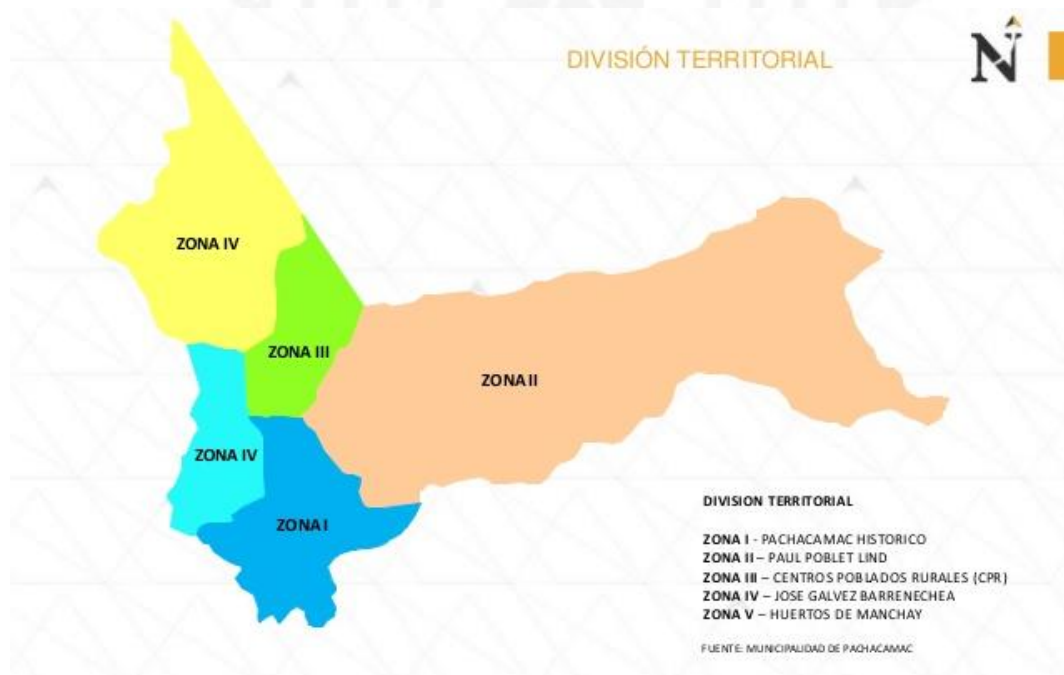 DIVISIÓN TERRITORIAL
N
ZONA IV
ZONA III
ZONA II
ZONA IV
ZONA I
DIVISION TERRITORIAL
ZONA I - PACHACAMAC HISTORICO
ZONA II – PAUL POBLET LIND
ZONA III – CENTROS POBLADOS RURALES (CPR)
ZONA IV – JOSE GALVEZ BARRENECHEA
ZONA V – HUERTOS DE MANCHAY
FUENTE: MUNICIPALIDAD DE PACHACAMAC